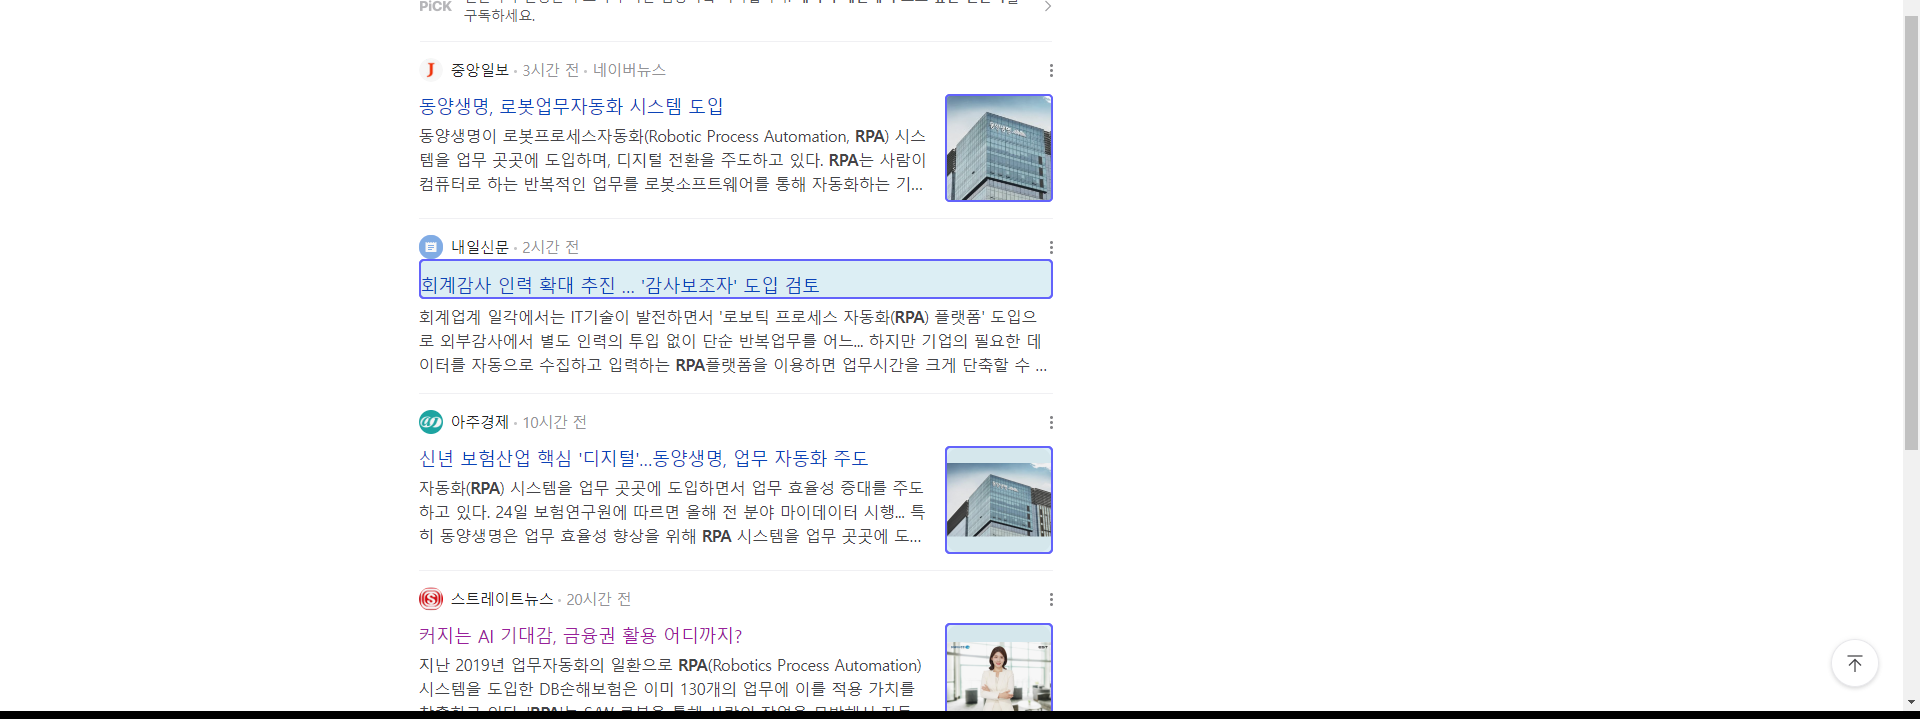 PiCK
구독하세요.
중앙일보 · 3시간 전 · 네이버뉴스
동양생명, 로봇업무자동화 시스템 도입
동양생명이 로봇프로세스자동화(Robotic Process Automation, RPA) 시스
템을 업무 곳곳에 도입하며, 디지털 전환을 주도하고 있다. RPA는 사람이
컴퓨터로 하는 반복적인 업무를 로봇소프트웨어를 통해 자동화하는 기...
내일신문 · 2시간 전
회계감사 인력 확대 추진 ... '감사보조자' 도입 검토
회계업계 일각에서는 IT기술이 발전하면서 '로보틱 프로세스 자동화(RPA) 플랫폼' 도입으
로 외부감사에서 별도 인력의 투입 없이 단순 반복업무를 어느... 하지만 기업의 필요한 데
이터를 자동으로 수집하고 입력하는 RPA플랫폼을 이용하면 업무시간을 크게 단축할 수 ...
아주경제 · 10시간 전
신년 보험산업 핵심 '디지털'...동양생명, 업무 자동화 주도
자동화(RPA) 시스템을 업무 곳곳에 도입하면서 업무 효율성 증대를 주도
하고 있다. 24일 보험연구원에 따르면 올해 전 분야 마이데이터 시행... 특
히 동양생명은 업무 효율성 향상을 위해 RPA 시스템을 업무 곳곳에 도...
스트레이트뉴스 · 20시간 전
커지는 AI 기대감, 금융권 활용 어디까지?
지난 2019년 업무자동화의 일환으로 RPA(Robotics Process Automation)
시스템을 도입한 DB손해보험은 이미 130개의 업무에 이를 적용 가치를